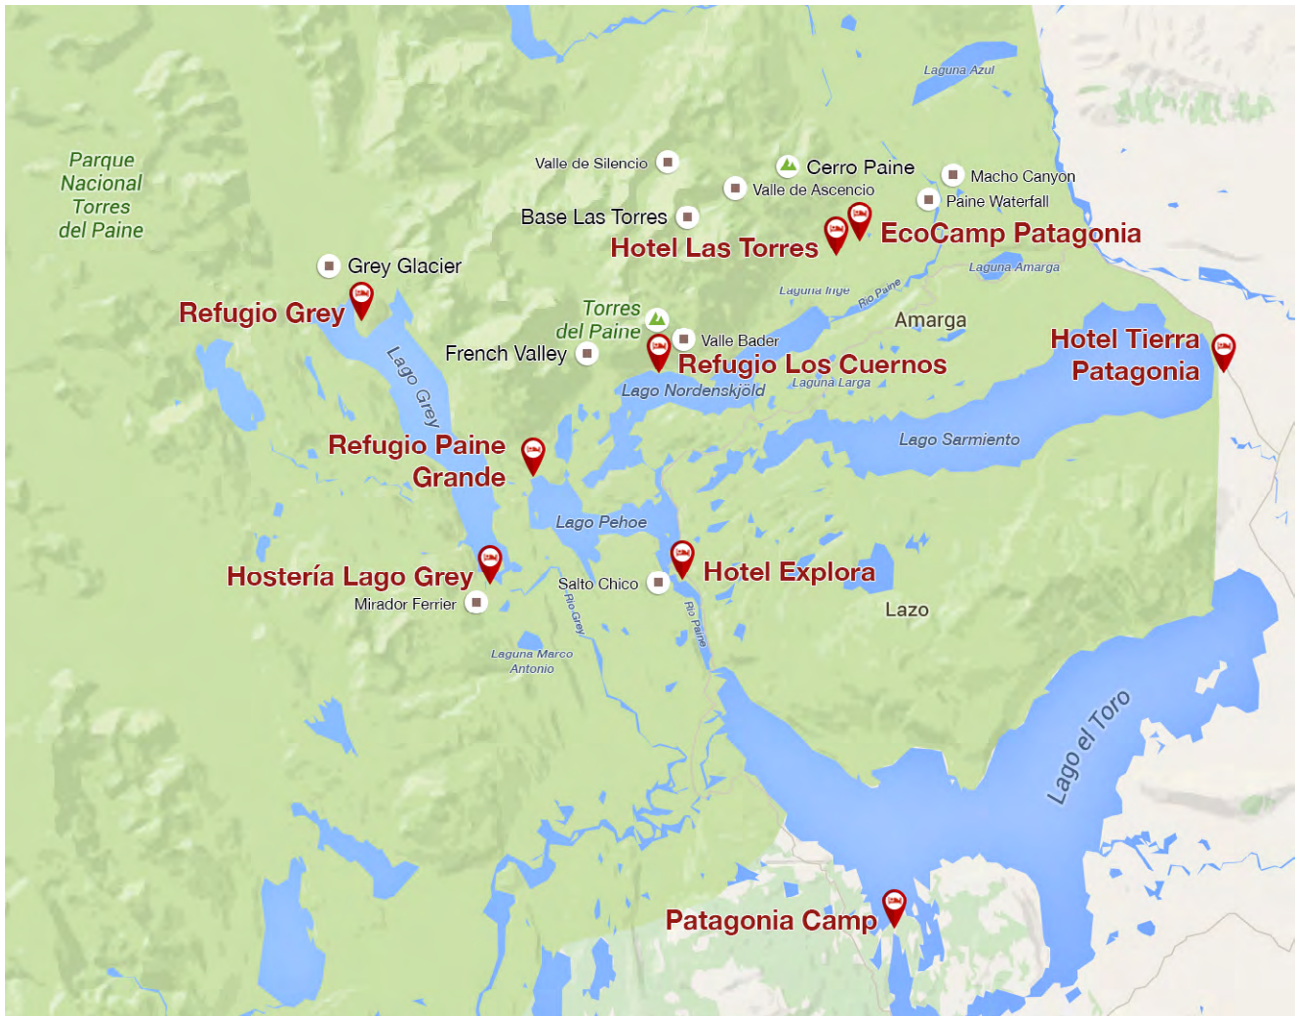 Laguna Azul
Parque
Nacional
Torres
del Paine
Valle de Silencio
Cerro Paine
Macho Canyon
Valle de Ascencio
Paine Waterfall
Base Las Torres
Hotel Las Torres
EcoCamp Patagonia
Grey Glacier
Laguna Amarga
Laguna Inge
Rio Paine
Refugio Grey
Torres
del Paine
Amarga
Valle Bader
Hotel Tierra
Patagonia
French Valley
Refugio Los Cuernos
Lago Grey
Laguna Larga
Lago Nordenskjöld
Refugio Paine
Grande
Lago Sarmiento
Lago Pehoe
Hostería Lago Grey
Hotel Explora
Salto Chico
Mirador Ferrier
Rio Grey
Rio Paine
Lazo
Laguna Marco
Antonio
Lago el Toro
Patagonia Camp